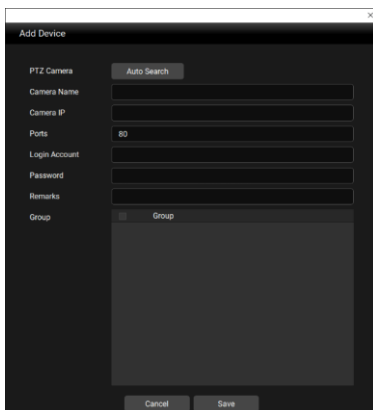 Add Device
PTZ Camera Auto Search
Camera Name
Camera IP
Ports 80
Login Account
Password
Remarks
Group Group
Cancel Save